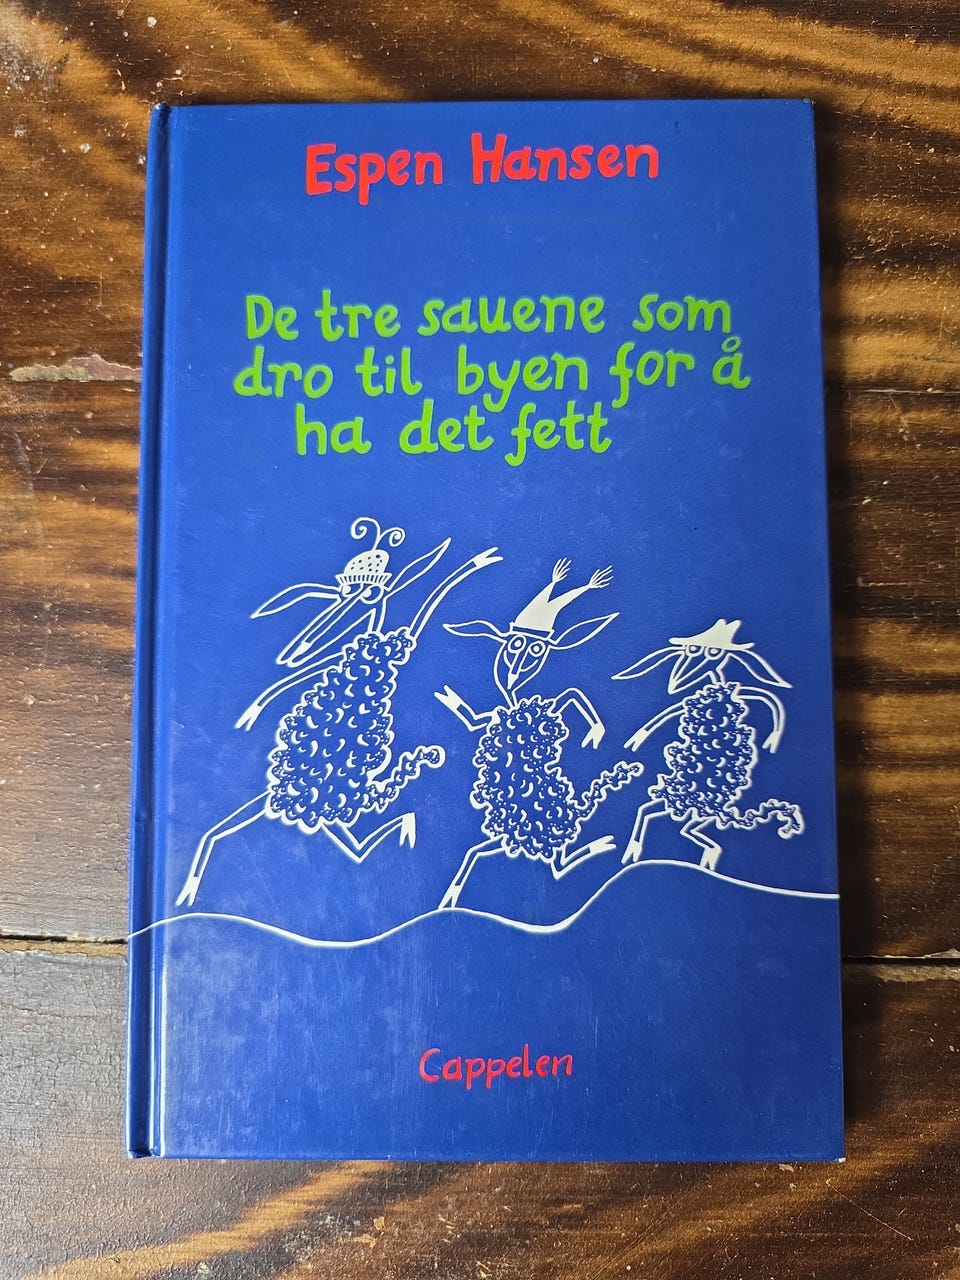 Espen Hansen
De tre sauene som
dro til byen for å
ha det fett
Cappelen